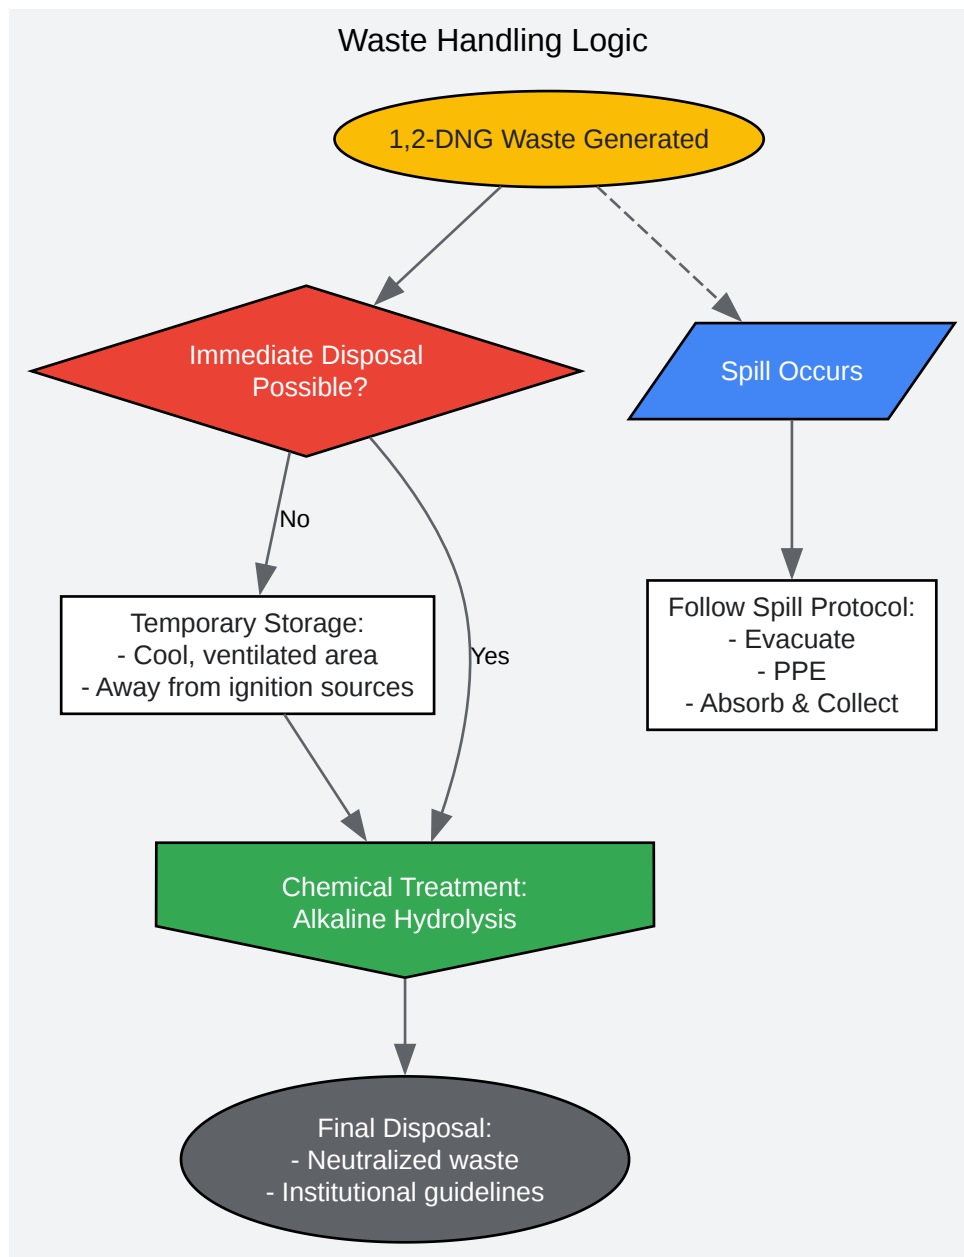 Waste Handling Logic
1,2-DNG Waste Generated
Immediate Disposal
Possible?
Spill Occurs
No
Yes
Temporary Storage:
- Cool, ventilated area
- Away from ignition sources
Follow Spill Protocol:
- Evacuate
- PPE
- Absorb & Collect
Chemical Treatment:
Alkaline Hydrolysis
Final Disposal:
- Neutralized waste
- Institutional guidelines